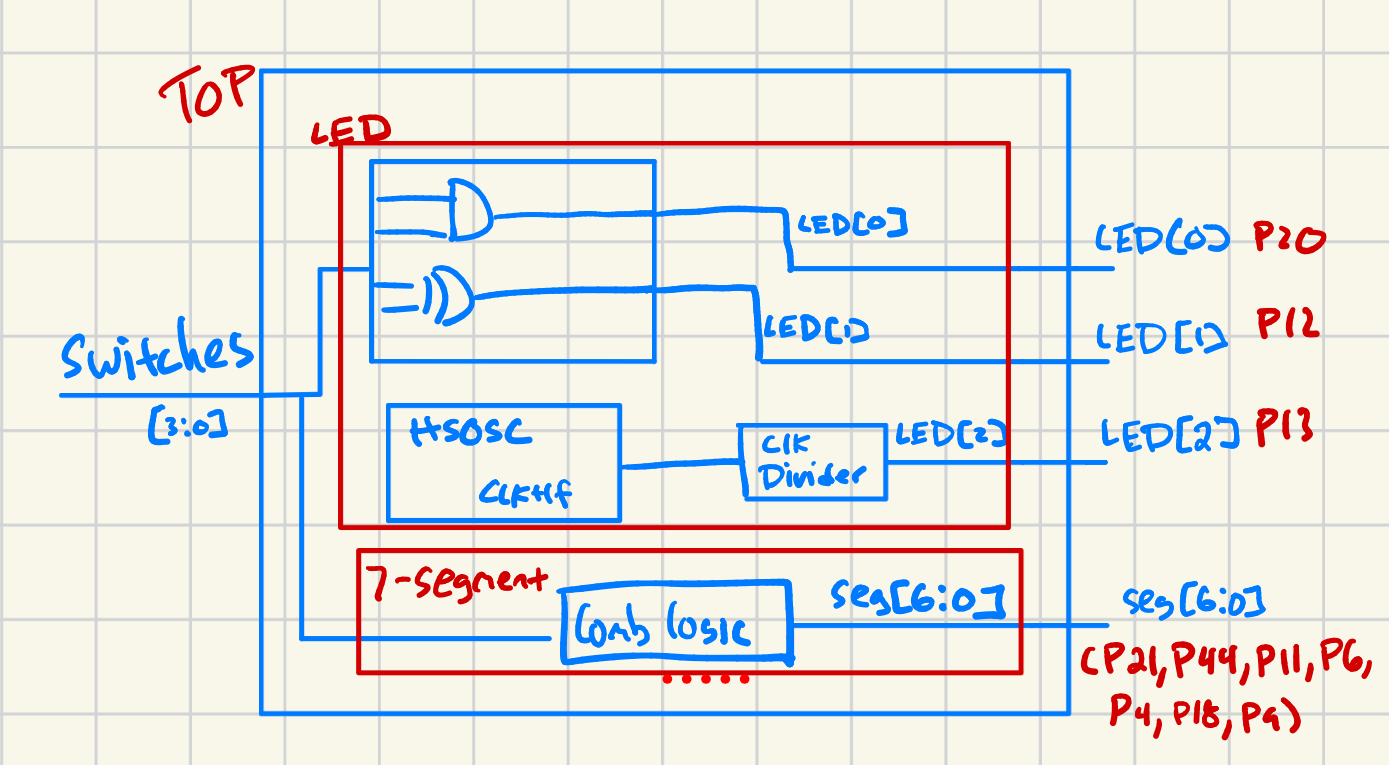 TOP
LED
LED[0]
LED[0] P20
LED[1]
LED[1] P12
switches
[3:0]
HSOSC
CLKHf
Clk
Divider
LED[2]
LED[2] P13
7-segment
Comb logic
seg[6:0]
seg[6:0]
(P21, P44, P11, P6,
P4, P18, P9)